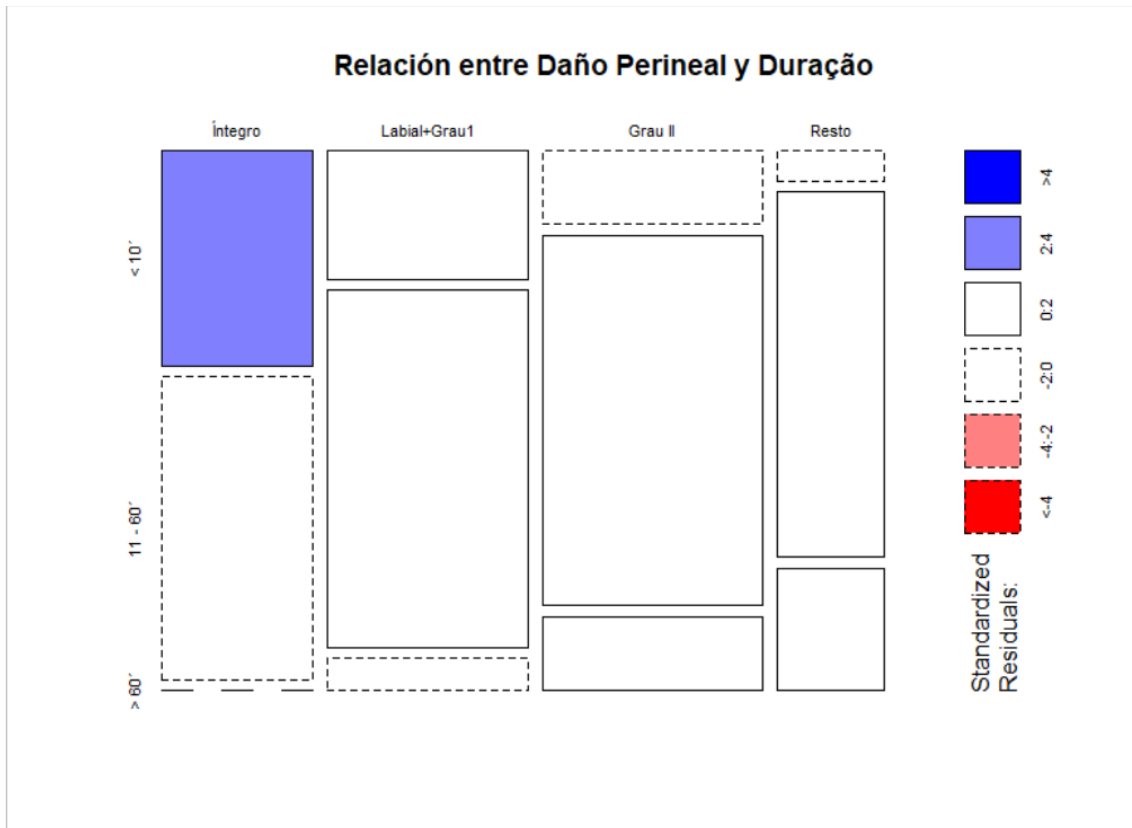 Relación entre Daño Perineal y Duração
Íntegro
Labial+Grau1
Grau II
Resto
< 10´
11 - 60´
> 60´
>4
2:4
0:2
-2:0
-4:-2
<-4
Standardized
Residuals: